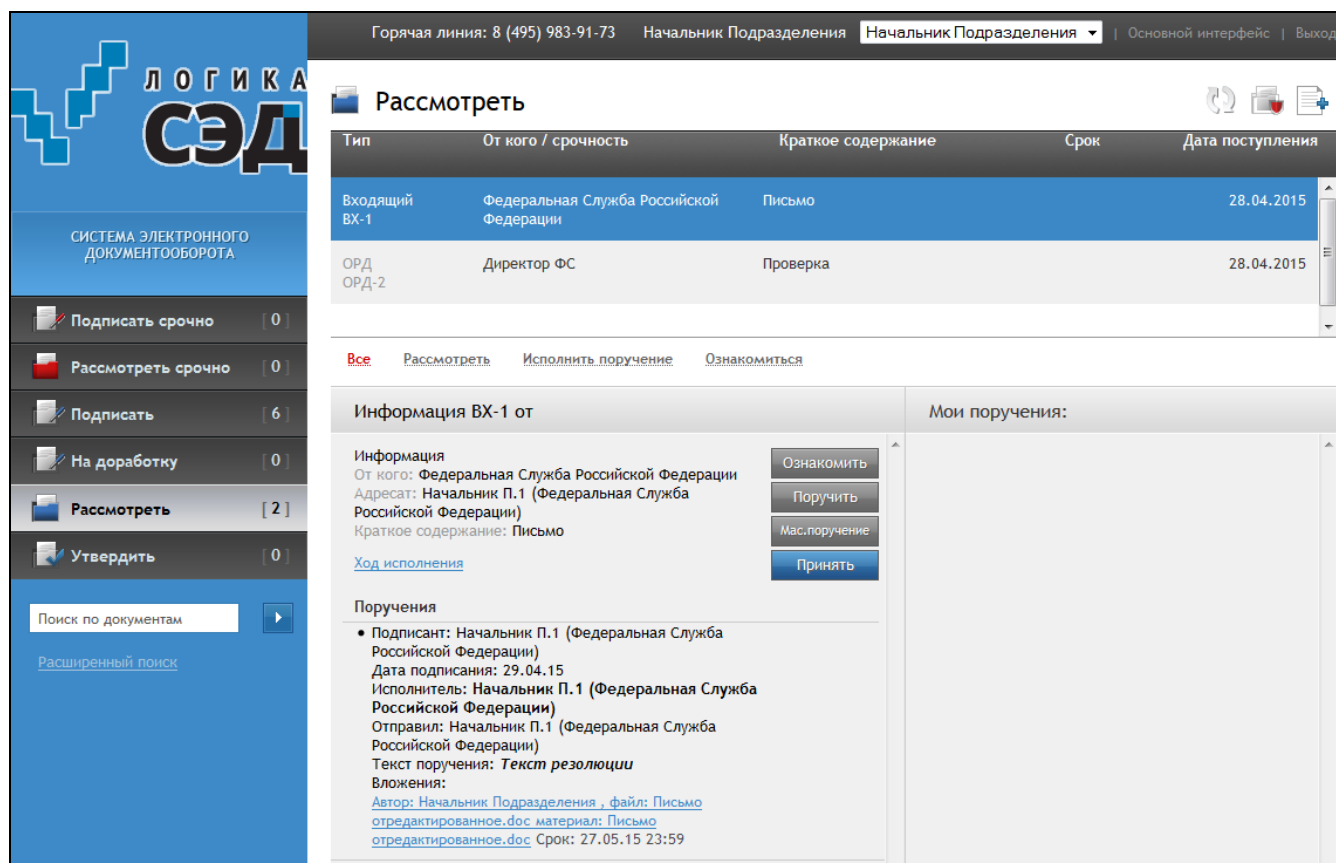 Горячая линия: 8 (495) 983-91-73 Начальник Подразделения Начальник Подразделения | Основной интерфейс | Выход
ЛОГИКА
СЭД
СИСТЕМА ЭЛЕКТРОННОГО
ДОКУМЕНТООБОРОТА
Подписать срочно [ 0 ]
Рассмотреть срочно [ 0 ]
Подписать [ 6 ]
На доработку [ 0 ]
Рассмотреть [ 2 ]
Утвердить [ 0 ]
Поиск по документам
Расширенный поиск
Рассмотреть
Тип От кого / срочность Краткое содержание Срок Дата поступления
Входящий Федеральная Служба Российской Письмо 28.04.2015
ВХ-1 Федерации
ОРД Директор ФС Проверка 28.04.2015
ОРД-2
Все Рассмотреть Исполнить поручение Ознакомиться
Информация ВХ-1 от
Информация
От кого: Федеральная Служба Российской Федерации
Адресат: Начальник П.1 (Федеральная Служба
Российской Федерации)
Краткое содержание: Письмо
Ход исполнения
Ознакомить
Поручить
Мас.поручение
Принять
Поручения
• Подписант: Начальник П.1 (Федеральная Служба
Российской Федерации)
Дата подписания: 29.04.15
Исполнитель: Начальник П.1 (Федеральная Служба
Российской Федерации)
Отправил: Начальник П.1 (Федеральная Служба
Российской Федерации)
Текст поручения: Текст резолюции
Вложения:
Автор: Начальник Подразделения , файл: Письмо
отредактированное.doc материал: Письмо
отредактированное.doc Срок: 27.05.15 23:59
Мои поручения: